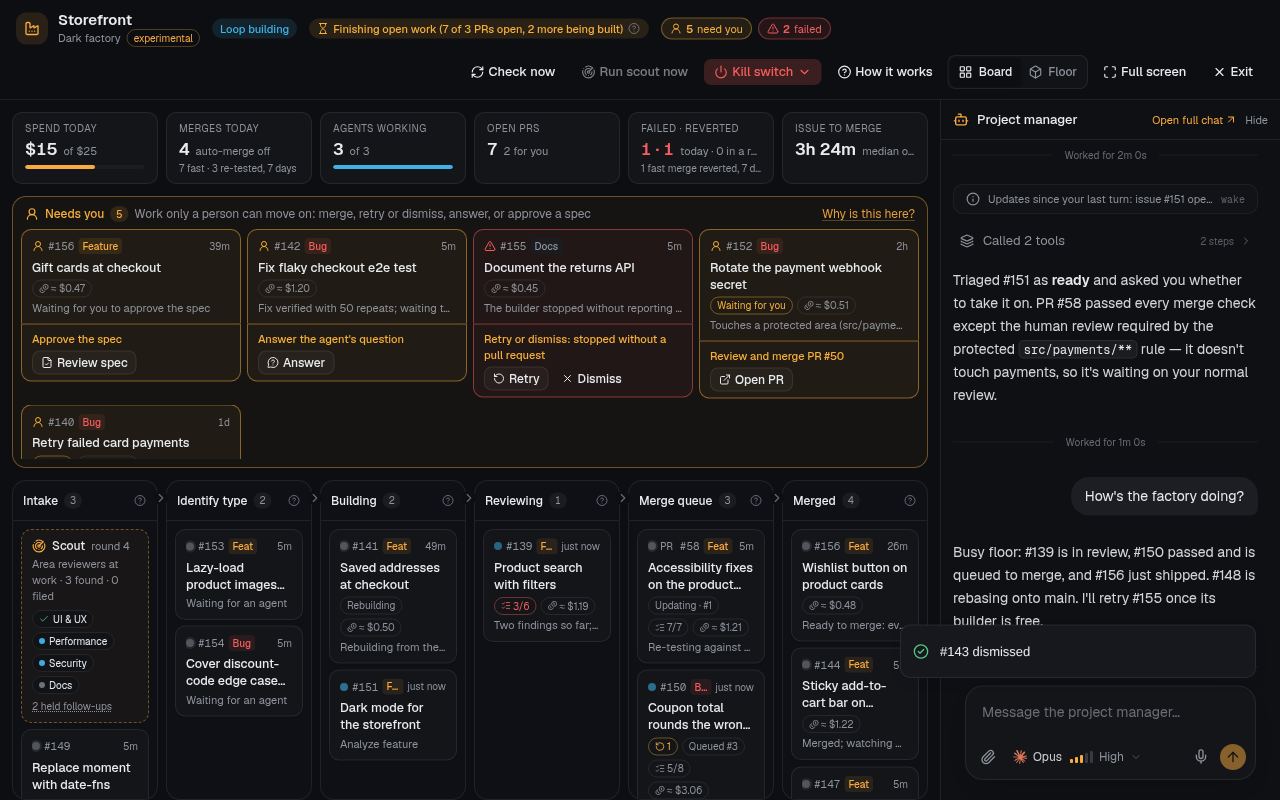 Storefront
Dark factory experimental
Loop building
Finishing open work (7 of 3 PRs open, 2 more being built)
5 need you
2 failed
Check now
Run scout now
Kill switch
How it works
Board
Floor
Full screen
Exit
SPEND TODAY
$15 of $25
MERGES TODAY
4 auto-merge off
7 fast · 3 re-tested, 7 days
AGENTS WORKING
3 of 3
OPEN PRS
7 2 for you
FAILED · REVERTED
1 · 1 today · 0 in a r...
1 fast merge reverted, 7 d...
ISSUE TO MERGE
3h 24m median o...
Needs you 5 Work only a person can move on: merge, retry or dismiss, answer, or approve a spec
Why is this here?
#156 Feature 39m
Gift cards at checkout
≈ $0.47
Waiting for you to approve the spec
Approve the spec
Review spec
#142 Bug 5m
Fix flaky checkout e2e test
≈ $1.20
Fix verified with 50 repeats; waiting t...
Answer the agent's question
Answer
#155 Docs 5m
Document the returns API
≈ $0.45
The builder stopped without reporting ...
Retry or dismiss: stopped without a
pull request
Retry
Dismiss
#152 Bug 2h
Rotate the payment webhook
secret
Waiting for you ≈ $0.51
Touches a protected area (src/payme...
Review and merge PR #50
Open PR
#140 Bug 1d
Retry failed card payments
Intake 3
Scout round 4
Area reviewers at
work · 3 found · 0
filed
UI & UX
Performance
Security
Docs
2 held follow-ups
#149 5m
Replace moment
with date-fns
Identify type 2
#153 Feat 5m
Lazy-load
product images...
Waiting for an agent
#154 Bug 5m
Cover discount-
code edge case...
Waiting for an agent
Building 2
#141 Feat 49m
Saved addresses
at checkout
Rebuilding
≈ $0.50
Rebuilding from the...
#151 F... just now
Dark mode for
the storefront
Analyze feature
Reviewing 1
#139 F... just now
Product search
with filters
3/6 ≈ $1.19
Two findings so far;...
Merge queue 3
PR #58 Feat 5m
Accessibility fixes
on the product...
Updating · #1
7/7 ≈ $1.21
Re-testing against ...
#150 B... just now
Coupon total
rounds the wron...
1 Queued #3
5/8
≈ $3.06
Merged 4
#156 Feat 26m
Wishlist button on
product cards
≈ $0.48
Ready to merge: ev...
#144 Feat 5
Sticky add-to-
cart bar on...
≈ $1.22
Merged; watching ...
#147 Feat 5m
Project manager
Open full chat
Hide
Worked for 2m 0s
Updates since your last turn: issue #151 ope... wake
Called 2 tools 2 steps
Triaged #151 as ready and asked you whether
to take it on. PR #58 passed every merge check
except the human review required by the
protected src/payments/** rule — it doesn't
touch payments, so it's waiting on your normal
review.
Worked for 1m 0s
How's the factory doing?
Busy floor: #139 is in review, #150 passed and is
queued to merge, and #156 just shipped. #148 is
rebasing onto main. I'll retry #155 once its
builder is free.
#143 dismissed
Message the project manager...
Opus High